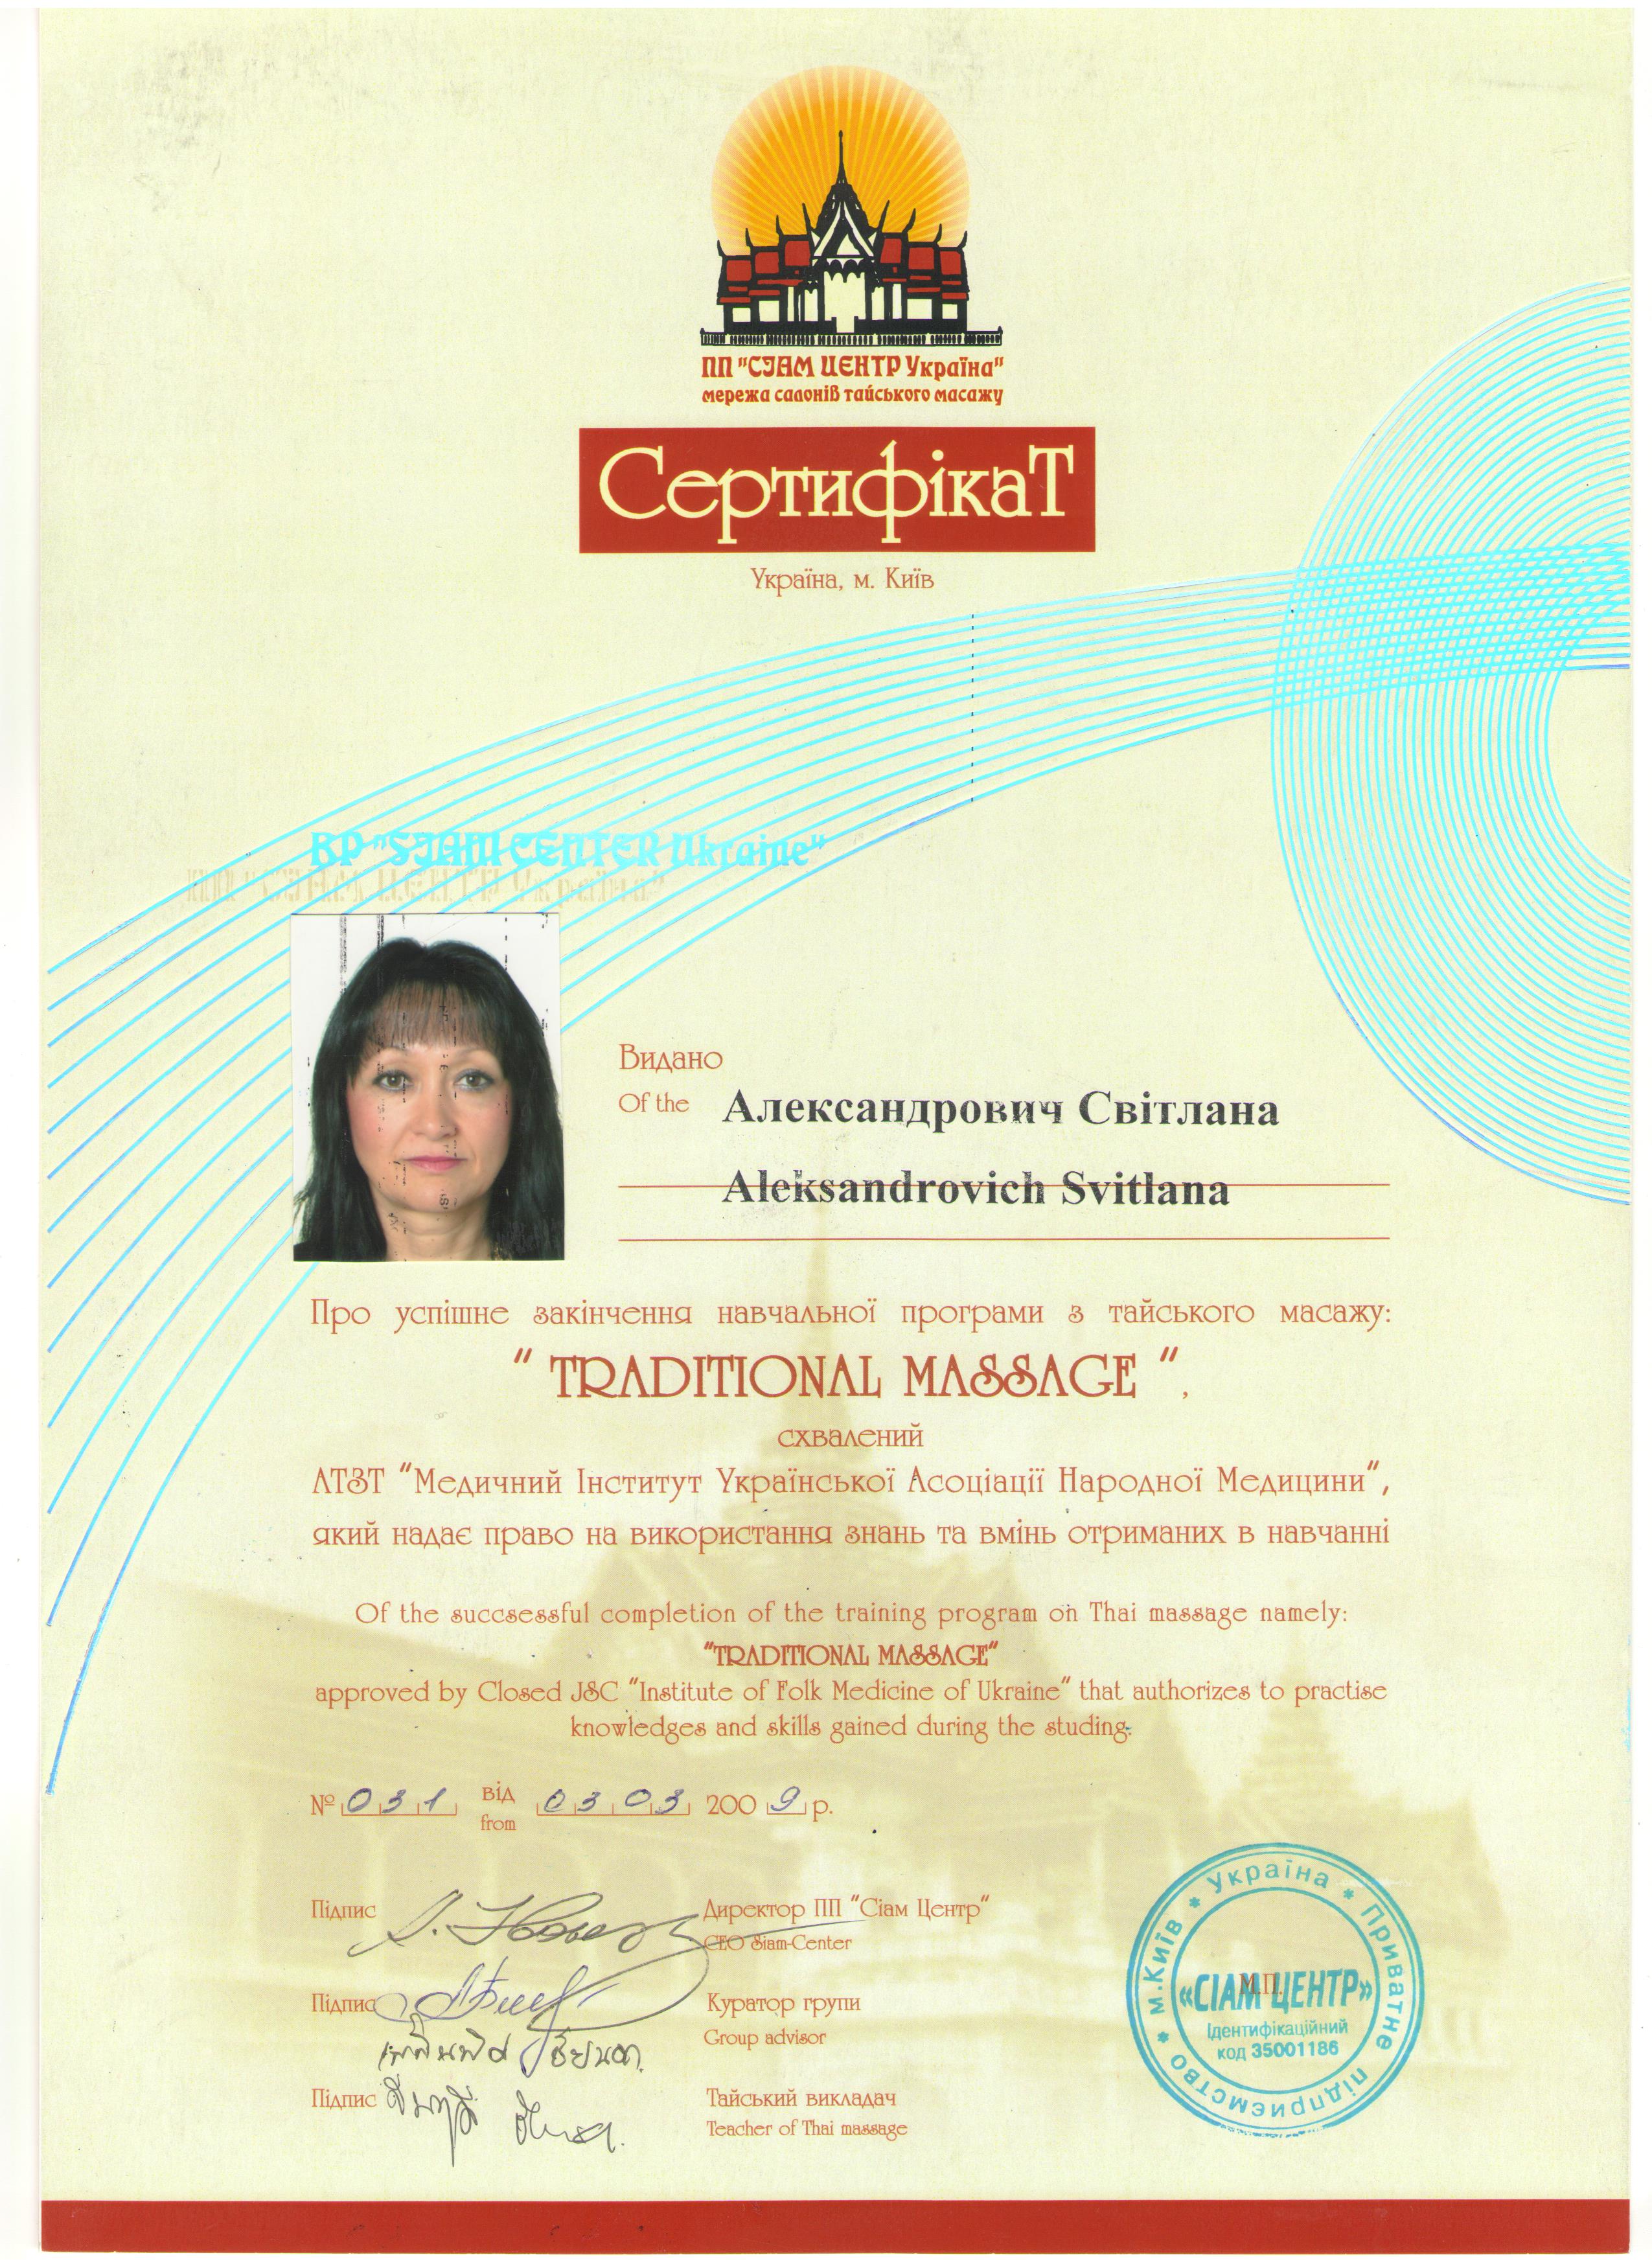 ПП "СІАМ ЦЕНТР Україна"
мережа салонів тайського масажу
Сертифікат
Україна, м. Київ
BP "SIAM CENTER Ukraine"
ПП "СІАМ ЦЕНТР Україна"
Видано
Of the
Александрович Світлана
Aleksandrovich Svitlana
Про успішне закінчення навчальної програми з тайського масажу:
" TRADITIONAL MASSAGE ",
схвалений
АТЗТ "Медичний Інститут Української Асоціації Народної Медицини",
який надає право на використання знань та вмінь отриманих в навчанні
Of the succsessful completion of the training program on Thai massage namely:
"TRADITIONAL MASSAGE"
approved by Closed JSC "Institute of Folk Medicine of Ukraine" that authorizes to practise
knowledges and skills gained during the studing.
№ 031 від from 03 03 2009 р.
Підпис
Директор ПП "Сіам Центр"
CEO Siam-Center
Підпис
Куратор групи
Group advisor
Підпис
Тайський викладач
Teacher of Thai massage
Україна * Приватне підприємство * м.Київ *
«СІАМ ЦЕНТР»
М.П.
Ідентифікаційний
код 35001186